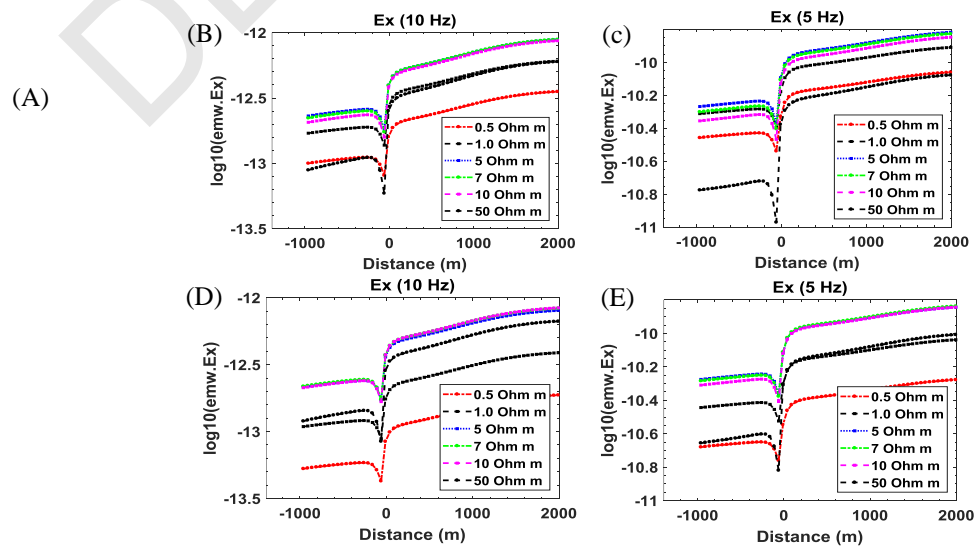 (A)
(B)
Ex (10 Hz)
-12
-12.5
-13
-13.5
log10(emw.Ex)
0.5 Ohm m
1.0 Ohm m
5 Ohm m
7 Ohm m
10 Ohm m
50 Ohm m
-1000 0 1000 2000
Distance (m)
(c)
Ex (5 Hz)
-10
-10.2
-10.4
-10.6
-10.8
-11
log10(emw.Ex)
0.5 Ohm m
1.0 Ohm m
5 Ohm m
7 Ohm m
10 Ohm m
50 Ohm m
-1000 0 1000 2000
Distance (m)
(D)
Ex (10 Hz)
-12
-12.5
-13
-13.5
log10(emw.Ex)
0.5 Ohm m
1.0 Ohm m
5 Ohm m
7 Ohm m
10 Ohm m
50 Ohm m
-1000 0 1000 2000
Distance (m)
(E)
Ex (5 Hz)
-10
-10.2
-10.4
-10.6
-10.8
-11
log10(emw.Ex)
0.5 Ohm m
1.0 Ohm m
5 Ohm m
7 Ohm m
10 Ohm m
50 Ohm m
-1000 0 1000 2000
Distance (m)